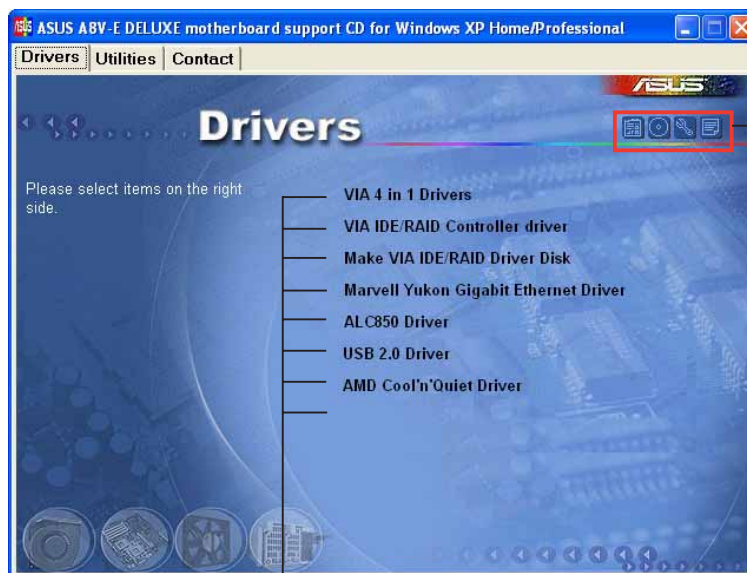 ASUS A8V-E DELUXE motherboard support CD for Windows XP Home/Professional
Drivers
Utilities
Contact
ASUS
Drivers
Please select items on the right
side.
VIA 4 in 1 Drivers
VIA IDE/RAID Controller driver
Make VIA IDE/RAID Driver Disk
Marvell Yukon Gigabit Ethernet Driver
ALC850 Driver
USB 2.0 Driver
AMD Cool'n'Quiet Driver